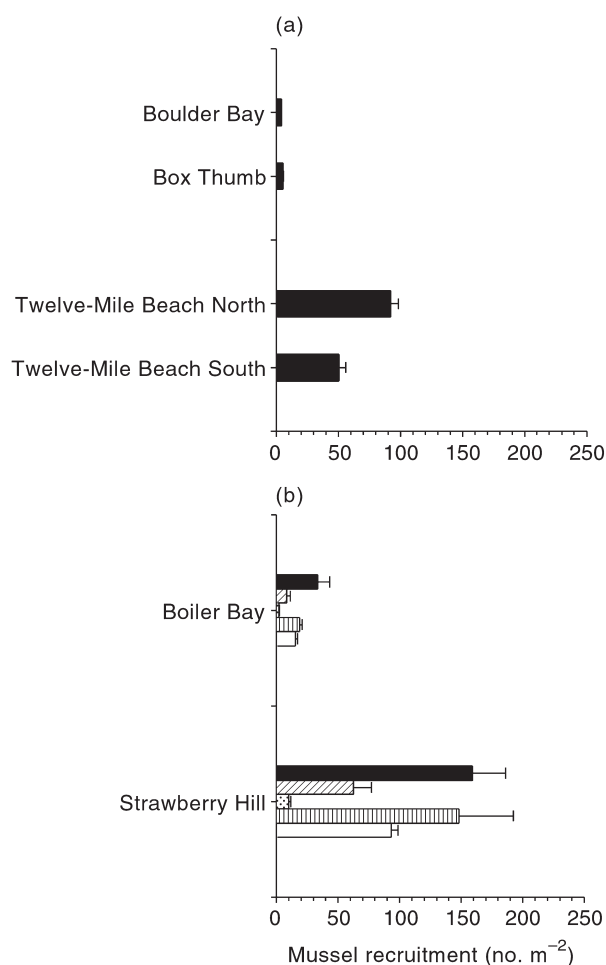 (a)
Boulder Bay
Box Thumb
Twelve-Mile Beach North
Twelve-Mile Beach South
0 50 100 150 200 250
(b)
Boiler Bay
Strawberry Hill
0 50 100 150 200 250
Mussel recruitment (no. m⁻²)